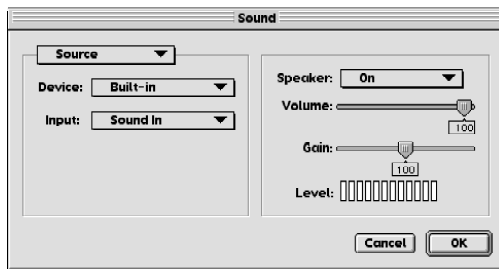 Sound
Source
Device: Built-in
Input: Sound In
Speaker: On
Volume:
100
Gain:
100
Level:
Cancel OK